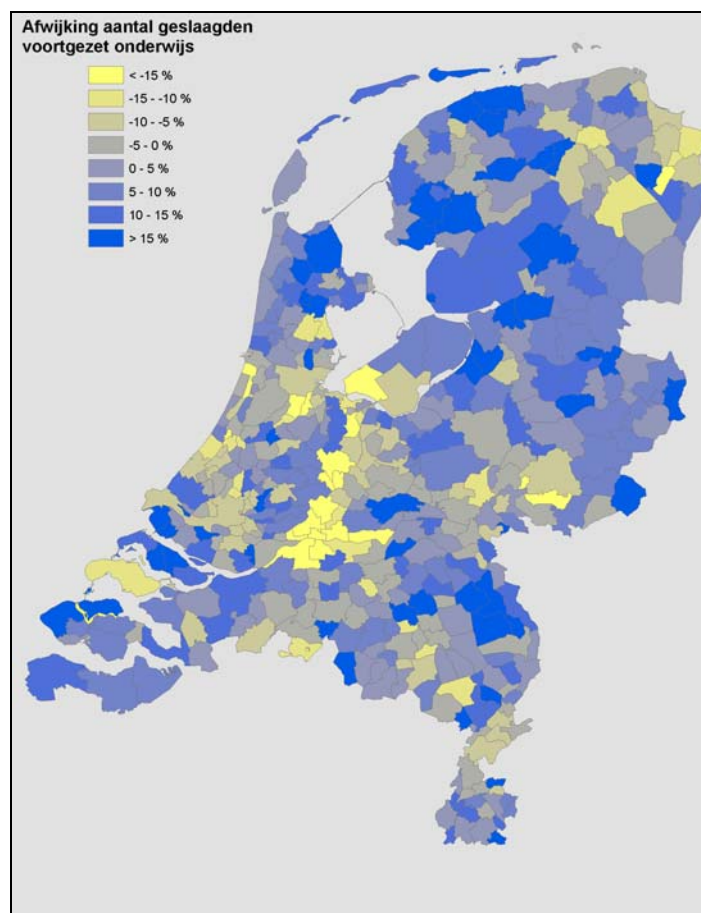 Afwijking aantal geslaagden
voortgezet onderwijs
< -15 %
-15 - -10 %
-10 - -5 %
-5 - 0%
0 - 5 %
5 - 10 %
10 - 15 %
> 15 %